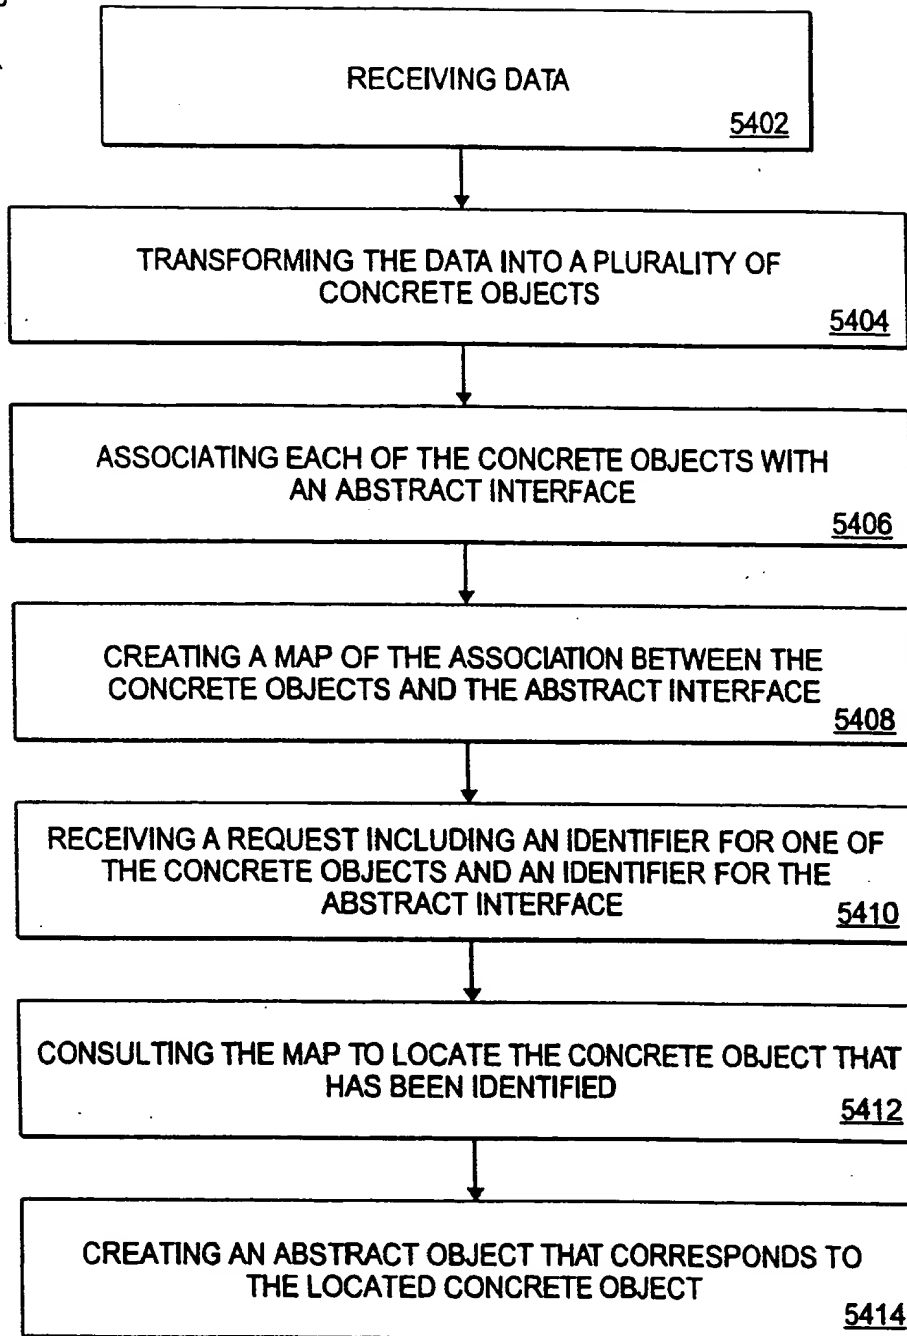 RECEIVING DATA
5402
TRANSFORMING THE DATA INTO A PLURALITY OF
CONCRETE OBJECTS
5404
ASSOCIATING EACH OF THE CONCRETE OBJECTS WITH
AN ABSTRACT INTERFACE
5406
CREATING A MAP OF THE ASSOCIATION BETWEEN THE
CONCRETE OBJECTS AND THE ABSTRACT INTERFACE
5408
RECEIVING A REQUEST INCLUDING AN IDENTIFIER FOR ONE OF
THE CONCRETE OBJECTS AND AN IDENTIFIER FOR THE
ABSTRACT INTERFACE
5410
CONSULTING THE MAP TO LOCATE THE CONCRETE OBJECT THAT
HAS BEEN IDENTIFIED
5412
CREATING AN ABSTRACT OBJECT THAT CORRESPONDS TO
THE LOCATED CONCRETE OBJECT
5414